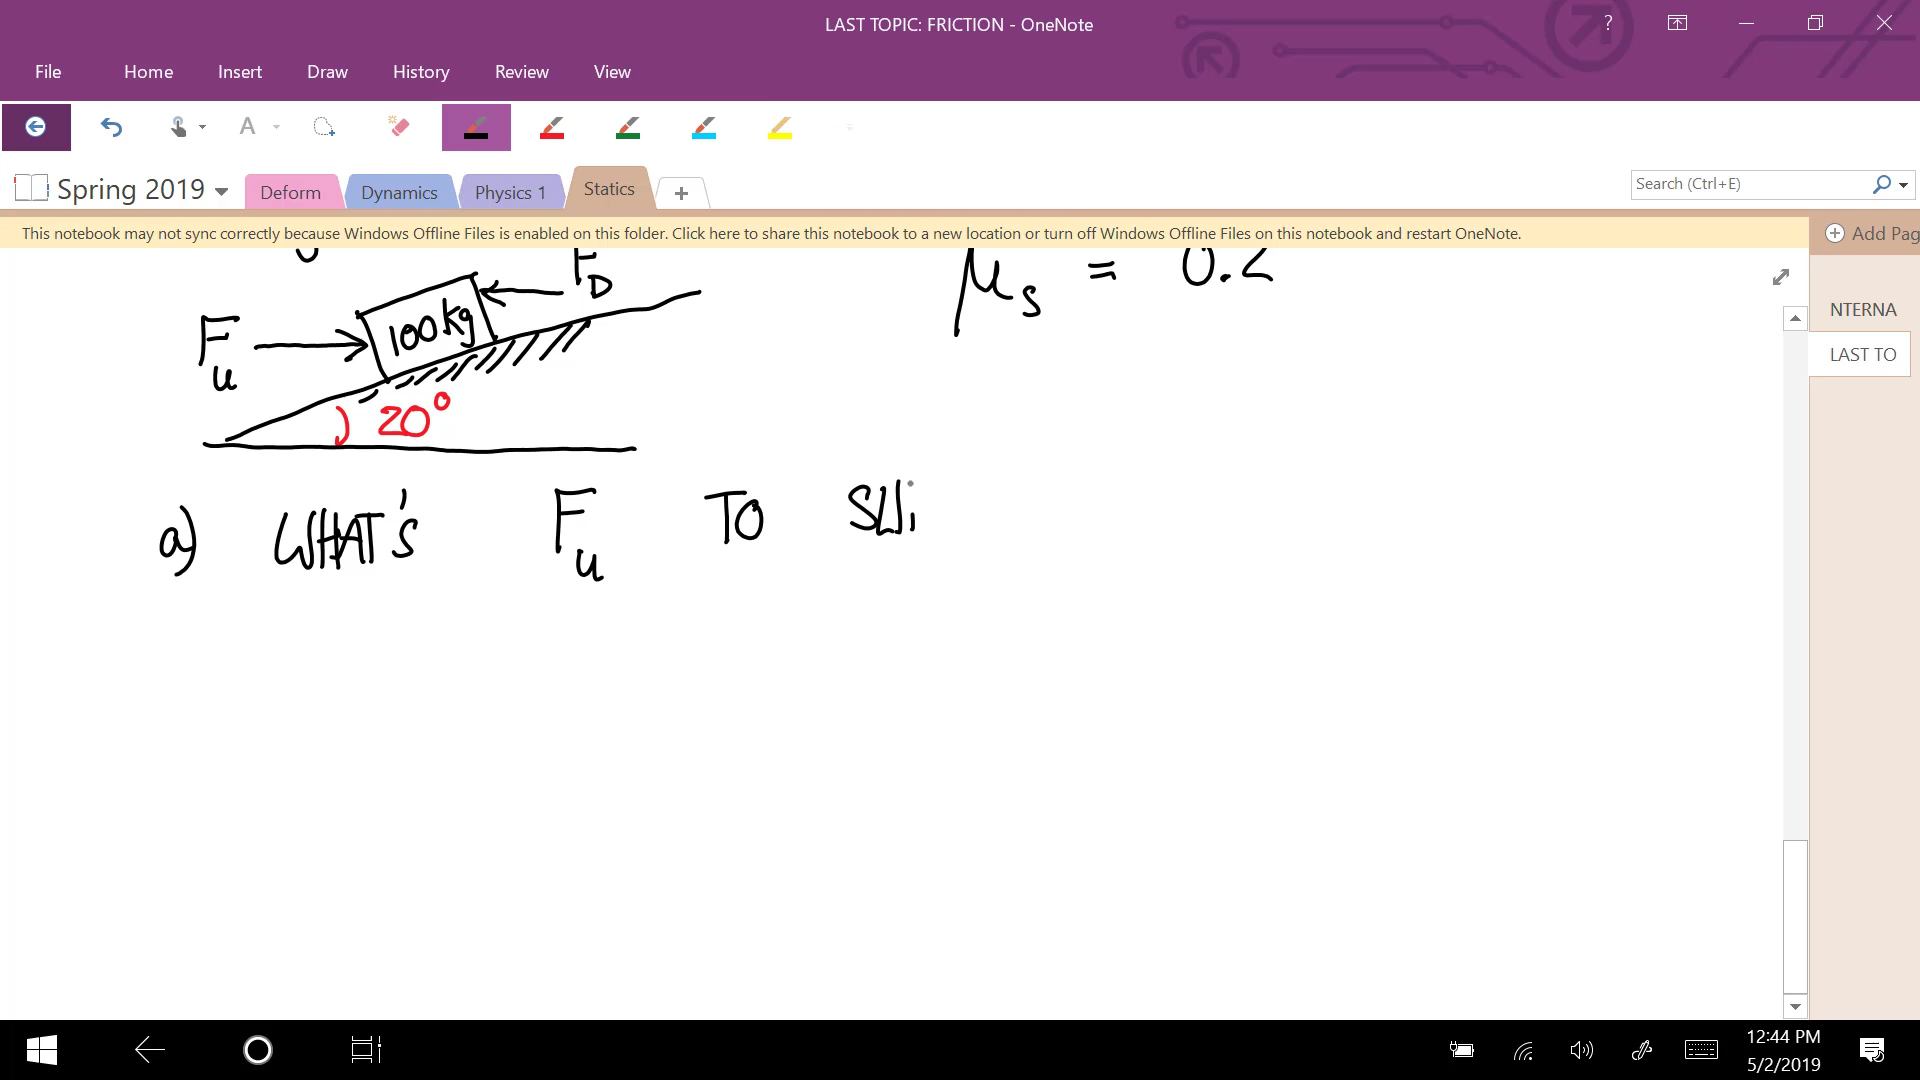 LAST TOPIC: FRICTION - OneNote
?
File Home Insert Draw History Review View
A
Spring 2019 Deform Dynamics Physics 1 Statics +
Search (Ctrl+E)
This notebook may not sync correctly because Windows Offline Files is enabled on this folder. Click here to share this notebook to a new location or turn off Windows Offline Files on this notebook and restart OneNote.
Add Pag
NTERNA
LAST TO
F_D
μ_s = 0.2
100kg
F_u
20°
a) WHAT'S F_u TO SLi
12:44 PM
5/2/2019